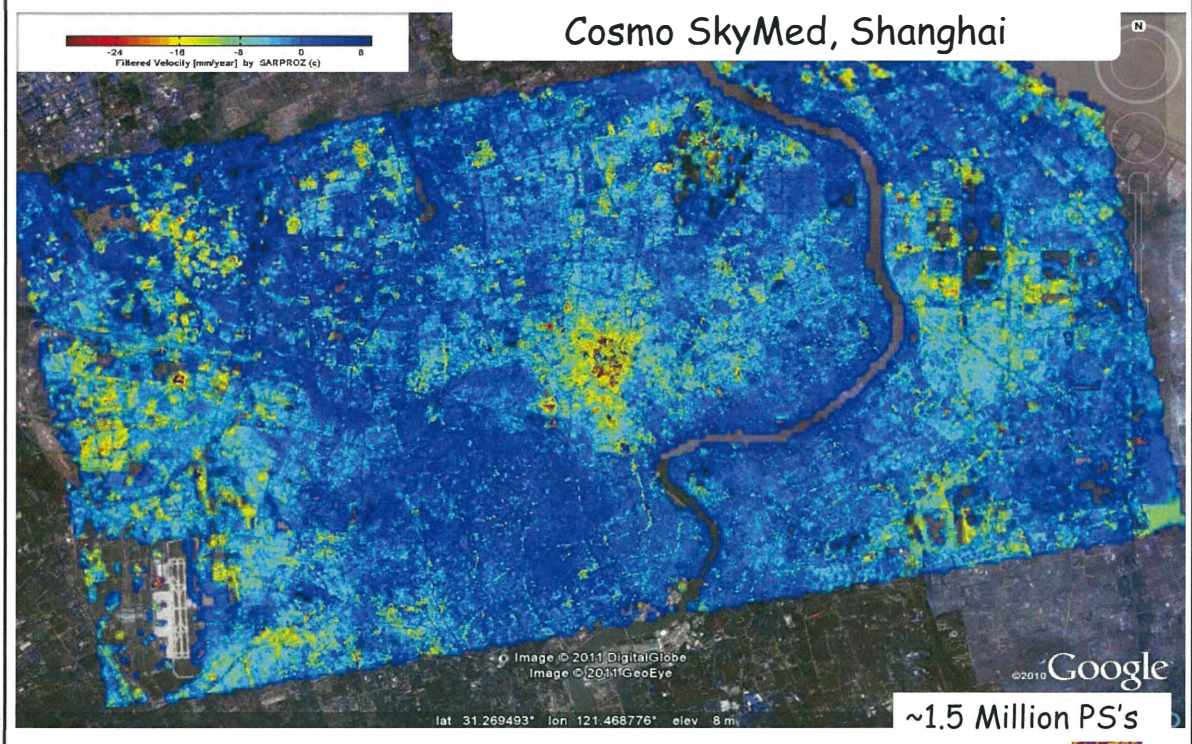 Cosmo SkyMed, Shanghai
N
-24 -16 -8 0 8
Filtered Velocity [mm/year] by SARPROZ (c)
Image © 2011 DigitalGlobe
Image © 2011 GeoEye
©2010 Google
lat 31.269493° lon 121.468776° elev 8 m
~1.5 Million PS's